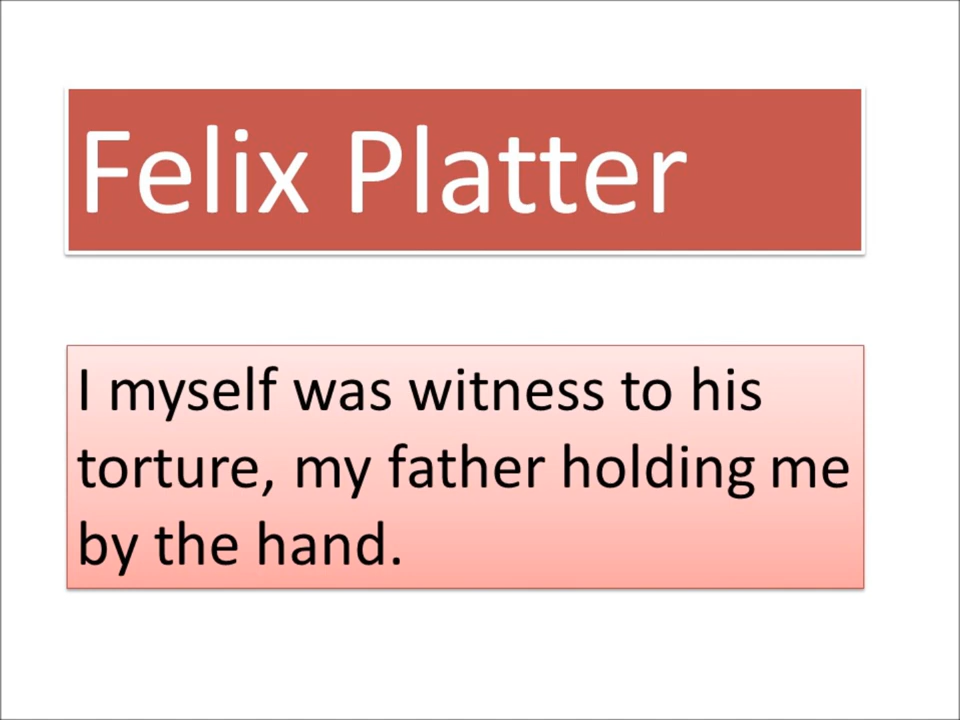 Felix Platter
I myself was witness to his
torture, my father holding me
by the hand.